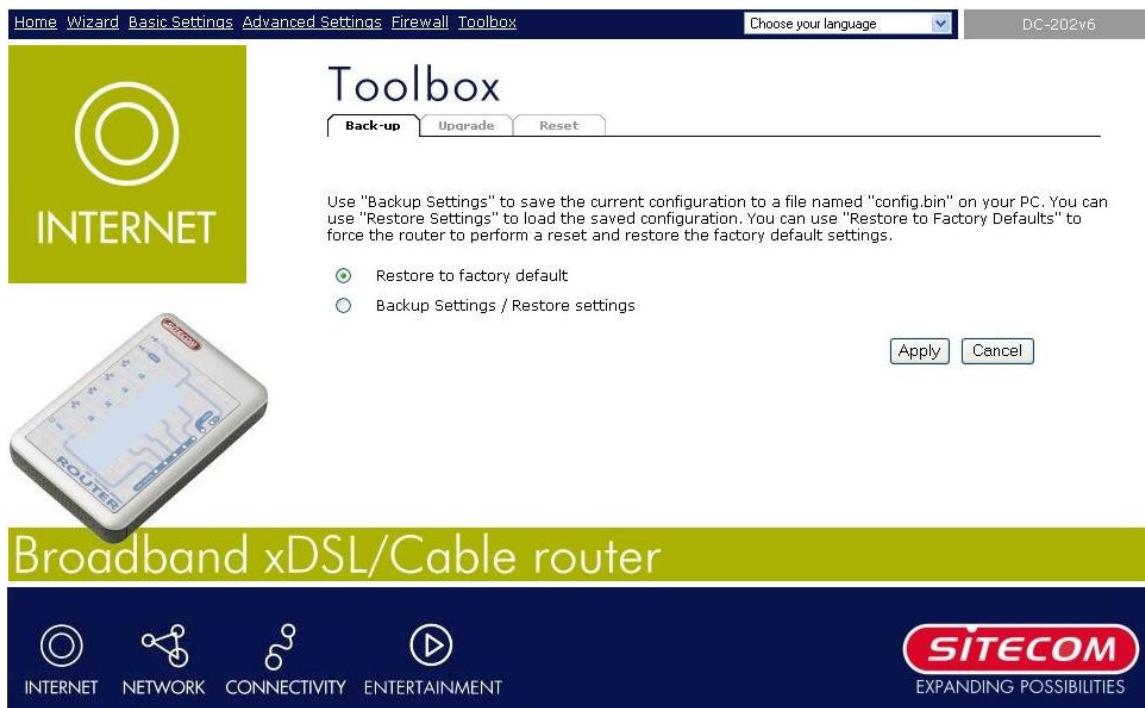 Home Wizard Basic Settings Advanced Settings Firewall Toolbox
Choose your language
DC-202v6
INTERNET
Toolbox
Back-up Upgrade Reset
Use "Backup Settings" to save the current configuration to a file named "config.bin" on your PC. You can
use "Restore Settings" to load the saved configuration. You can use "Restore to Factory Defaults" to
force the router to perform a reset and restore the factory default settings.
Restore to factory default
Backup Settings / Restore settings
Apply Cancel
SITECOM
ROUTER
Broadband xDSL/Cable router
INTERNET NETWORK CONNECTIVITY ENTERTAINMENT
SITECOM
EXPANDING POSSIBILITIES